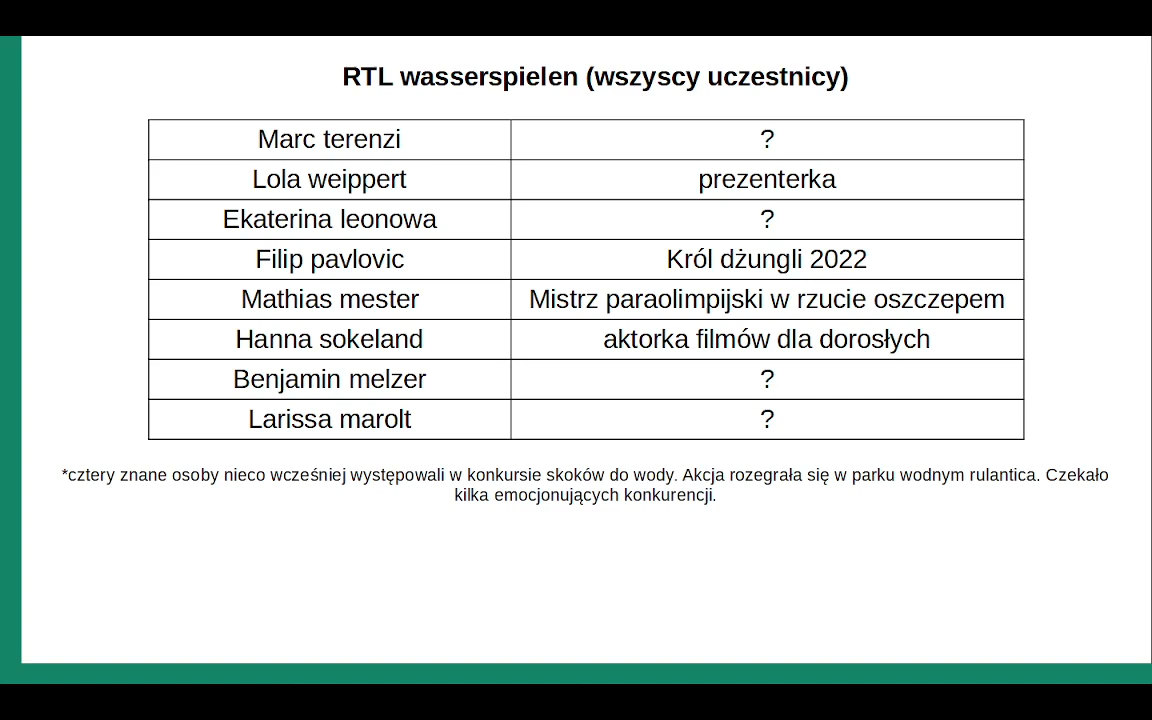 RTL wasserspielen (wszyscy uczestnicy)
Marc terenzi ?
Lola weippert prezenterka
Ekaterina leonowa ?
Filip pavlovic Król dżungli 2022
Mathias mester Mistrz paraolimpijski w rzucie oszczepem
Hanna sokeland aktorka filmów dla dorosłych
Benjamin melzer ?
Larissa marolt ?
*cztery znane osoby nieco wcześniej występowali w konkursie skoków do wody. Akcja rozegrała się w parku wodnym rulantica. Czekało
kilka emocjonujących konkurencji.